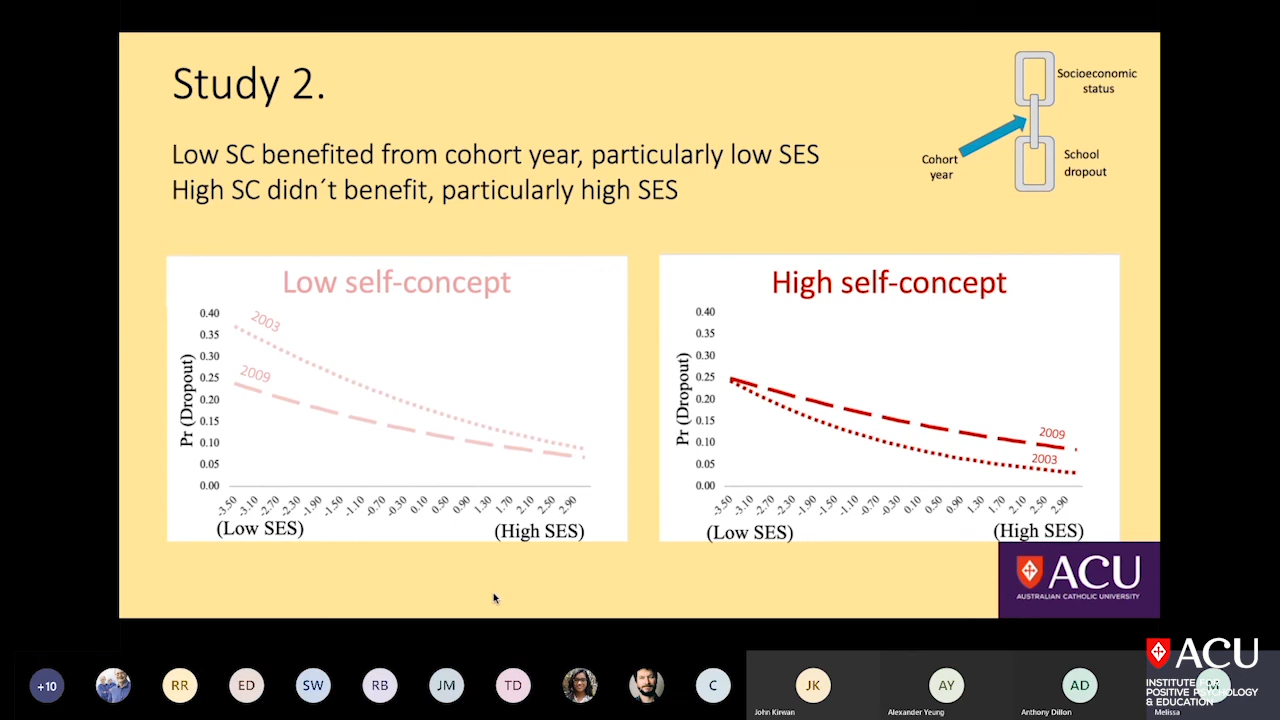 Study 2.
Low SC benefited from cohort year, particularly low SES
High SC didn´t benefit, particularly high SES
Socioeconomic
status
Cohort
year
School
dropout
Low self-concept
Pr (Dropout)
0.40
0.35
0.30
0.25
0.20
0.15
0.10
0.05
0.00
2003
2009
-3.50 -3.10 -2.70 -2.30 -1.90 -1.50 -1.10 -0.70 -0.30 0.10 0.50 0.90 1.30 1.70 2.10 2.50 2.90
(Low SES) (High SES)
High self-concept
Pr (Dropout)
0.40
0.35
0.30
0.25
0.20
0.15
0.10
0.05
0.00
2009
2003
-3.50 -3.10 -2.70 -2.30 -1.90 -1.50 -1.10 -0.70 -0.30 0.10 0.50 0.90 1.30 1.70 2.10 2.50 2.90
(Low SES) (High SES)
ACU
AUSTRALIAN CATHOLIC UNIVERSITY
+10 RR ED SW RB JM TD C JK AY AD
John Kirwan Alexander Yeung Anthony Dillon Melissa
ACU
INSTITUTE FOR
POSITIVE PSYCHOLOGY
& EDUCATION